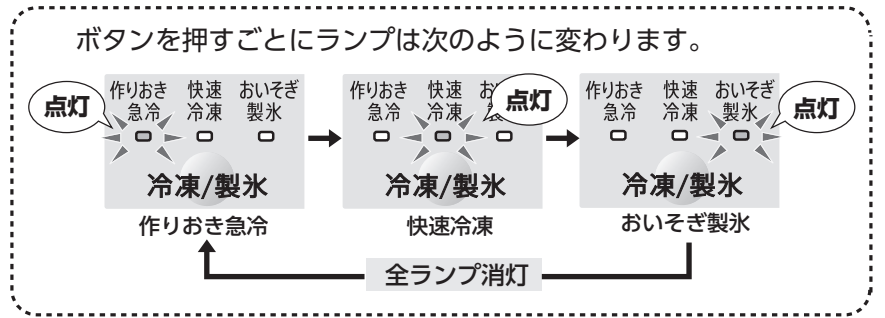 ボタンを押すごとにランプは次のように変わります。
点灯
作りおき 快速 おいそぎ
急冷 冷凍 製氷
冷凍/製氷
作りおき急冷
点灯
作りおき 快速 お
急冷 冷凍
冷凍/製氷
快速冷凍
点灯
作りおき 快速 おいそぎ
急冷 冷凍 製氷
冷凍/製氷
おいそぎ製氷
全ランプ消灯